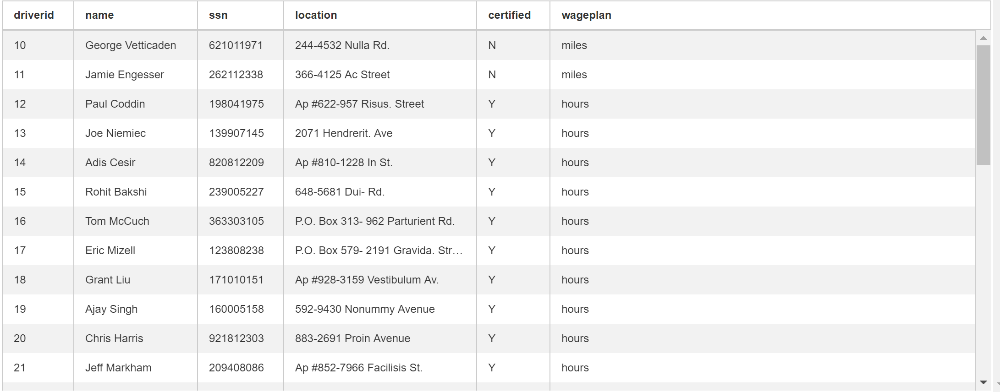 driverid name ssn location certified wageplan
10 George Vetticaden 621011971 244-4532 Nulla Rd. N miles
11 Jamie Engesser 262112338 366-4125 Ac Street N miles
12 Paul Coddin 198041975 Ap #622-957 Risus. Street Y hours
13 Joe Niemiec 139907145 2071 Hendrerit. Ave Y hours
14 Adis Cesir 820812209 Ap #810-1228 In St. Y hours
15 Rohit Bakshi 239005227 648-5681 Dui- Rd. Y hours
16 Tom McCuch 363303105 P.O. Box 313- 962 Parturient Rd. Y hours
17 Eric Mizell 123808238 P.O. Box 579- 2191 Gravida. Str… Y hours
18 Grant Liu 171010151 Ap #928-3159 Vestibulum Av. Y hours
19 Ajay Singh 160005158 592-9430 Nonummy Avenue Y hours
20 Chris Harris 921812303 883-2691 Proin Avenue Y hours
21 Jeff Markham 209408086 Ap #852-7966 Facilisis St. Y hours